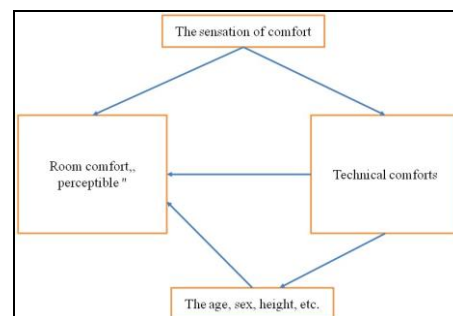 The sensation of comfort
Room comfort,,
perceptible "
Technical comforts
The age, sex, height, etc.